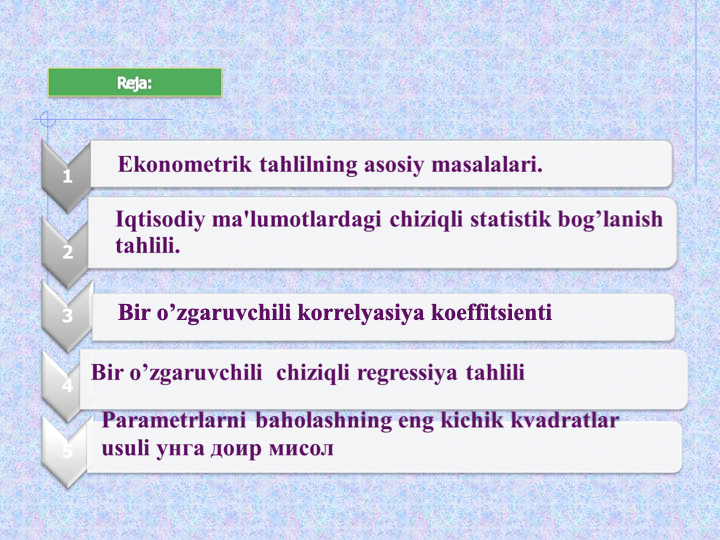 Reja:
1
Ekonometrik tahlilning asosiy masalalari.
2
Iqtisodiy ma'lumotlardagi chiziqli statistik bog’lanish
tahlili.
3
Bir o’zgaruvchili korrelyasiya koeffitsienti
4
Bir o’zgaruvchili  chiziqli regressiya tahlili
5
Parametrlarni baholashning eng kichik kvadratlar
usuli унга доир мисол